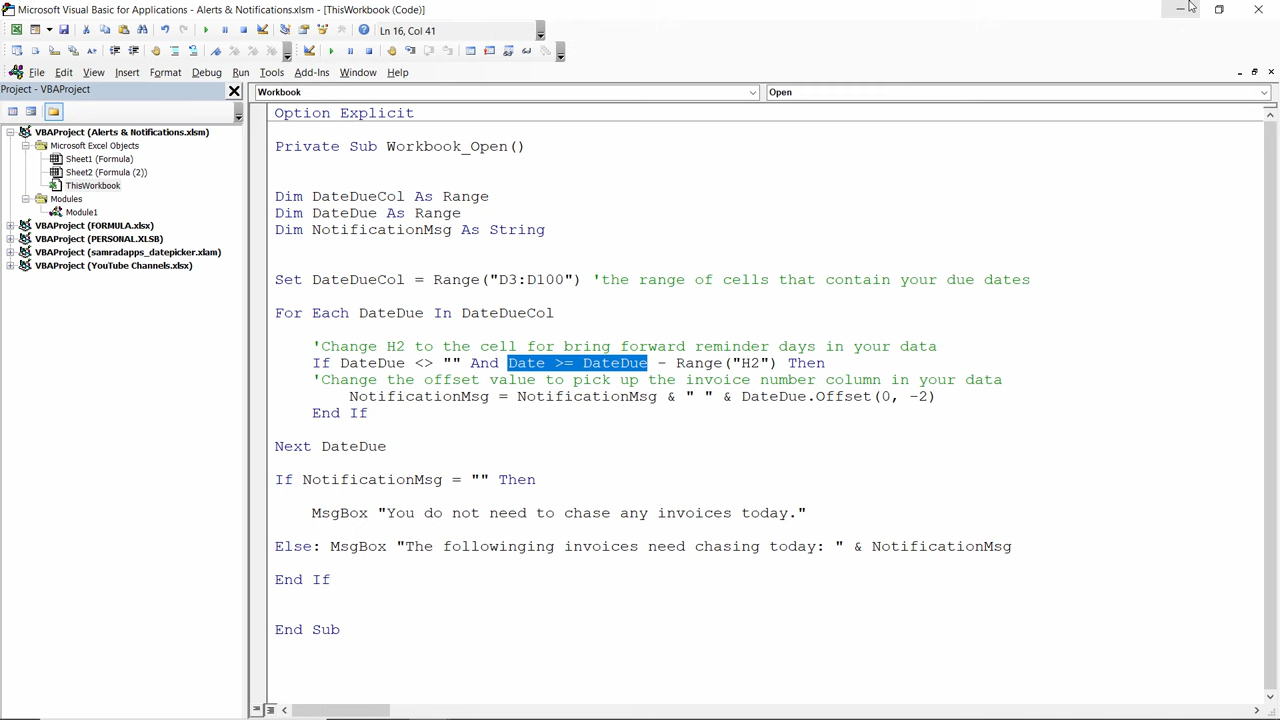 Microsoft Visual Basic for Applications - Alerts & Notifications.xlsm - [ThisWorkbook (Code)]
Ln 16, Col 41
File Edit View Insert Format Debug Run Tools Add-Ins Window Help
Project - VBAProject
Workbook
Open
VBAProject (Alerts & Notifications.xlsm)
Microsoft Excel Objects
Sheet1 (Formula)
Sheet2 (Formula (2))
ThisWorkbook
Modules
Module1
VBAProject (FORMULA.xlsx)
VBAProject (PERSONAL.XLSB)
VBAProject (samradapps_datepicker.xlam)
VBAProject (YouTube Channels.xlsx)
Option Explicit
Private Sub Workbook_Open()
Dim DateDueCol As Range
Dim DateDue As Range
Dim NotificationMsg As String
Set DateDueCol = Range("D3:D100") 'the range of cells that contain your due dates
For Each DateDue In DateDueCol
'Change H2 to the cell for bring forward reminder days in your data
If DateDue <> "" And Date >= DateDue - Range("H2") Then
'Change the offset value to pick up the invoice number column in your data
NotificationMsg = NotificationMsg & " " & DateDue.Offset(0, -2)
End If
Next DateDue
If NotificationMsg = "" Then
MsgBox "You do not need to chase any invoices today."
Else: MsgBox "The followinging invoices need chasing today: " & NotificationMsg
End If
End Sub